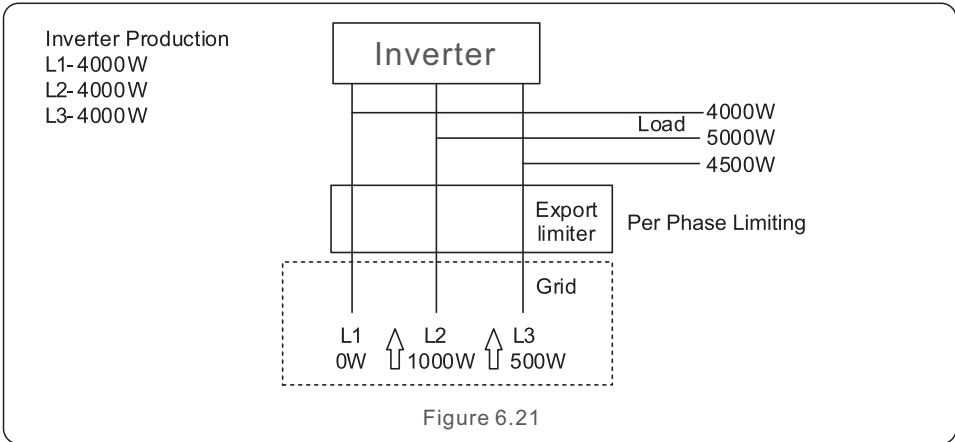 Inverter Production
L1-4000W
L2-4000W
L3-4000W
Inverter
4000W
Load
5000W
4500W
Export
limiter
Per Phase Limiting
Grid
L1 L2 L3
0W 1000W 500W
Figure 6.21